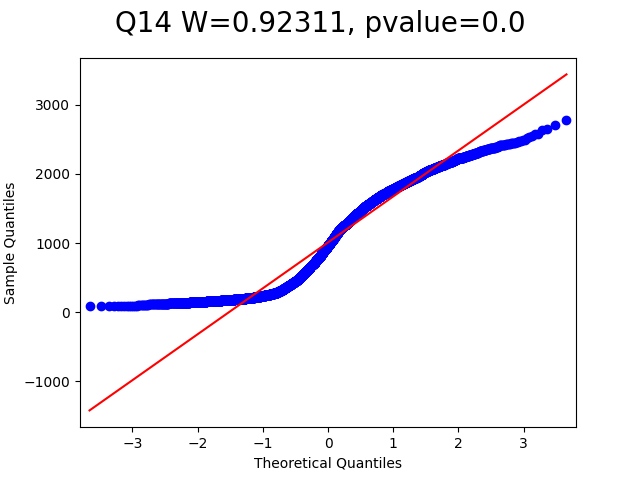 Q14 W=0.92311, pvalue=0.0
3000
2000
1000
0
−1000
−3 −2 −1 0 1 2 3
Sample Quantiles
Theoretical Quantiles